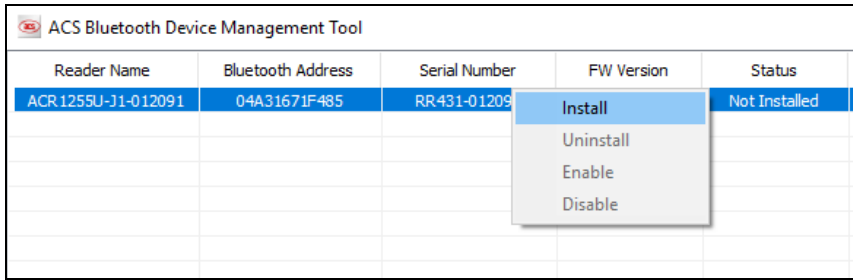 ACS Bluetooth Device Management Tool
Reader Name Bluetooth Address Serial Number FW Version Status
ACR1255U-J1-012091 04A31671F485 RR431-01209 Not Installed
Install
Uninstall
Enable
Disable